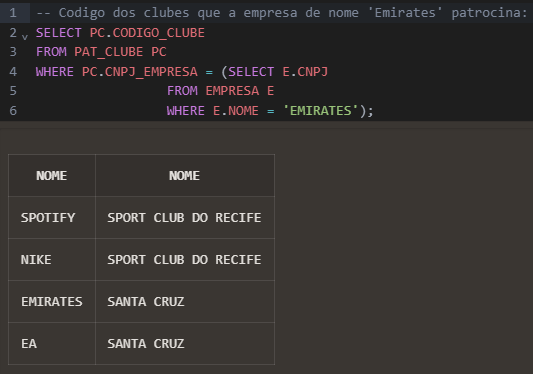 1 -- Codigo dos clubes que a empresa de nome 'Emirates' patrocina:
2 SELECT PC.CODIGO_CLUBE
3 FROM PAT_CLUBE PC
4 WHERE PC.CNPJ_EMPRESA = (SELECT E.CNPJ
5 FROM EMPRESA E
6 WHERE E.NOME = 'EMIRATES');
NOME NOME
SPOTIFY SPORT CLUB DO RECIFE
NIKE SPORT CLUB DO RECIFE
EMIRATES SANTA CRUZ
EA SANTA CRUZ